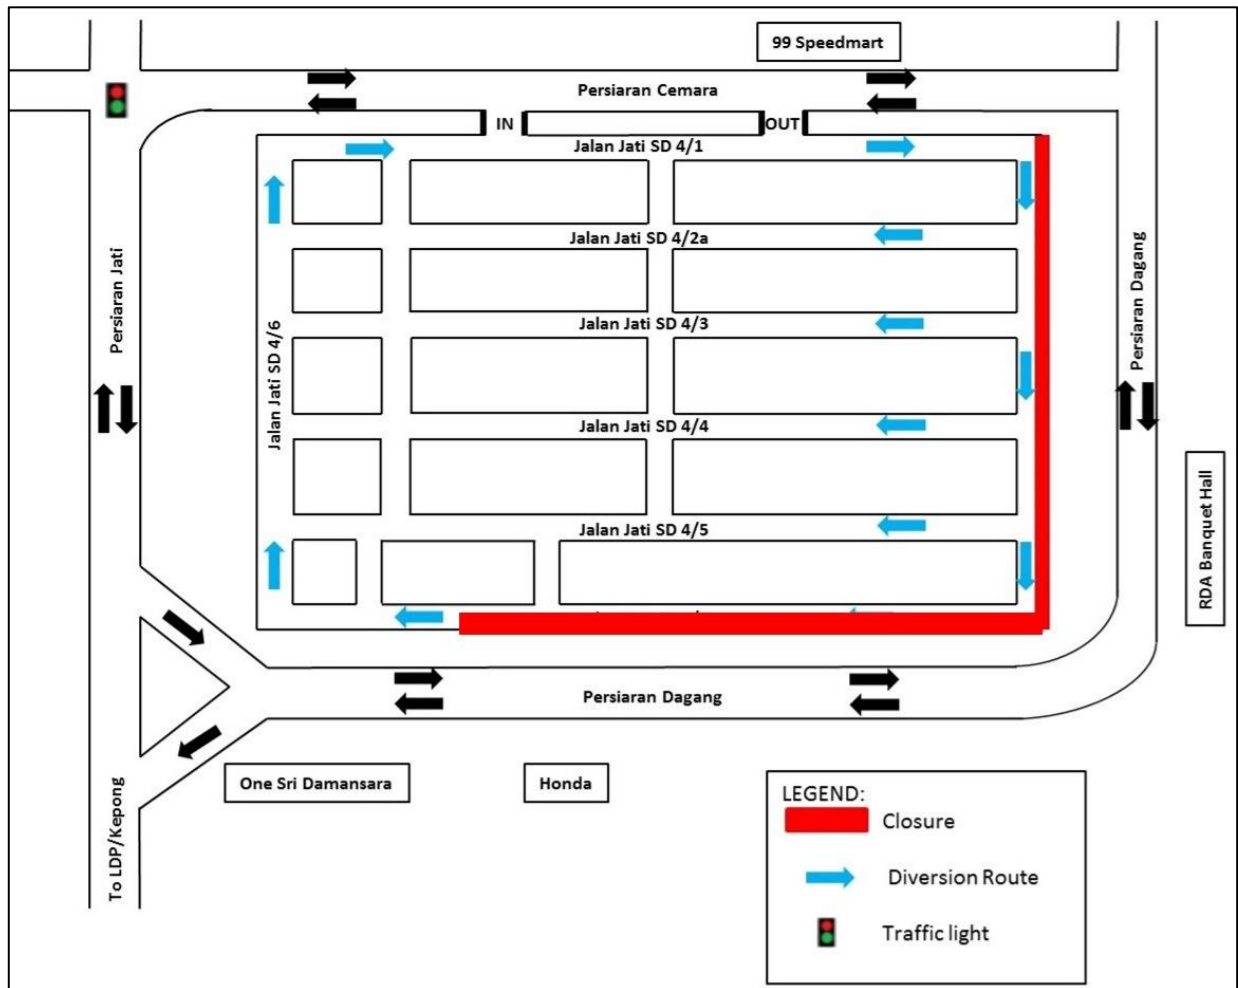 99 Speedmart
Persiaran Cemara
IN
OUT
Jalan Jati SD 4/1
Jalan Jati SD 4/2a
Persiaran Jati
Persiaran Dagang
Jalan Jati SD 4/3
Jalan Jati SD 4/6
Jalan Jati SD 4/4
Jalan Jati SD 4/5
RDA Banquet Hall
Persiaran Dagang
One Sri Damansara
Honda
To LDP/Kepong
LEGEND:
Closure
Diversion Route
Traffic light